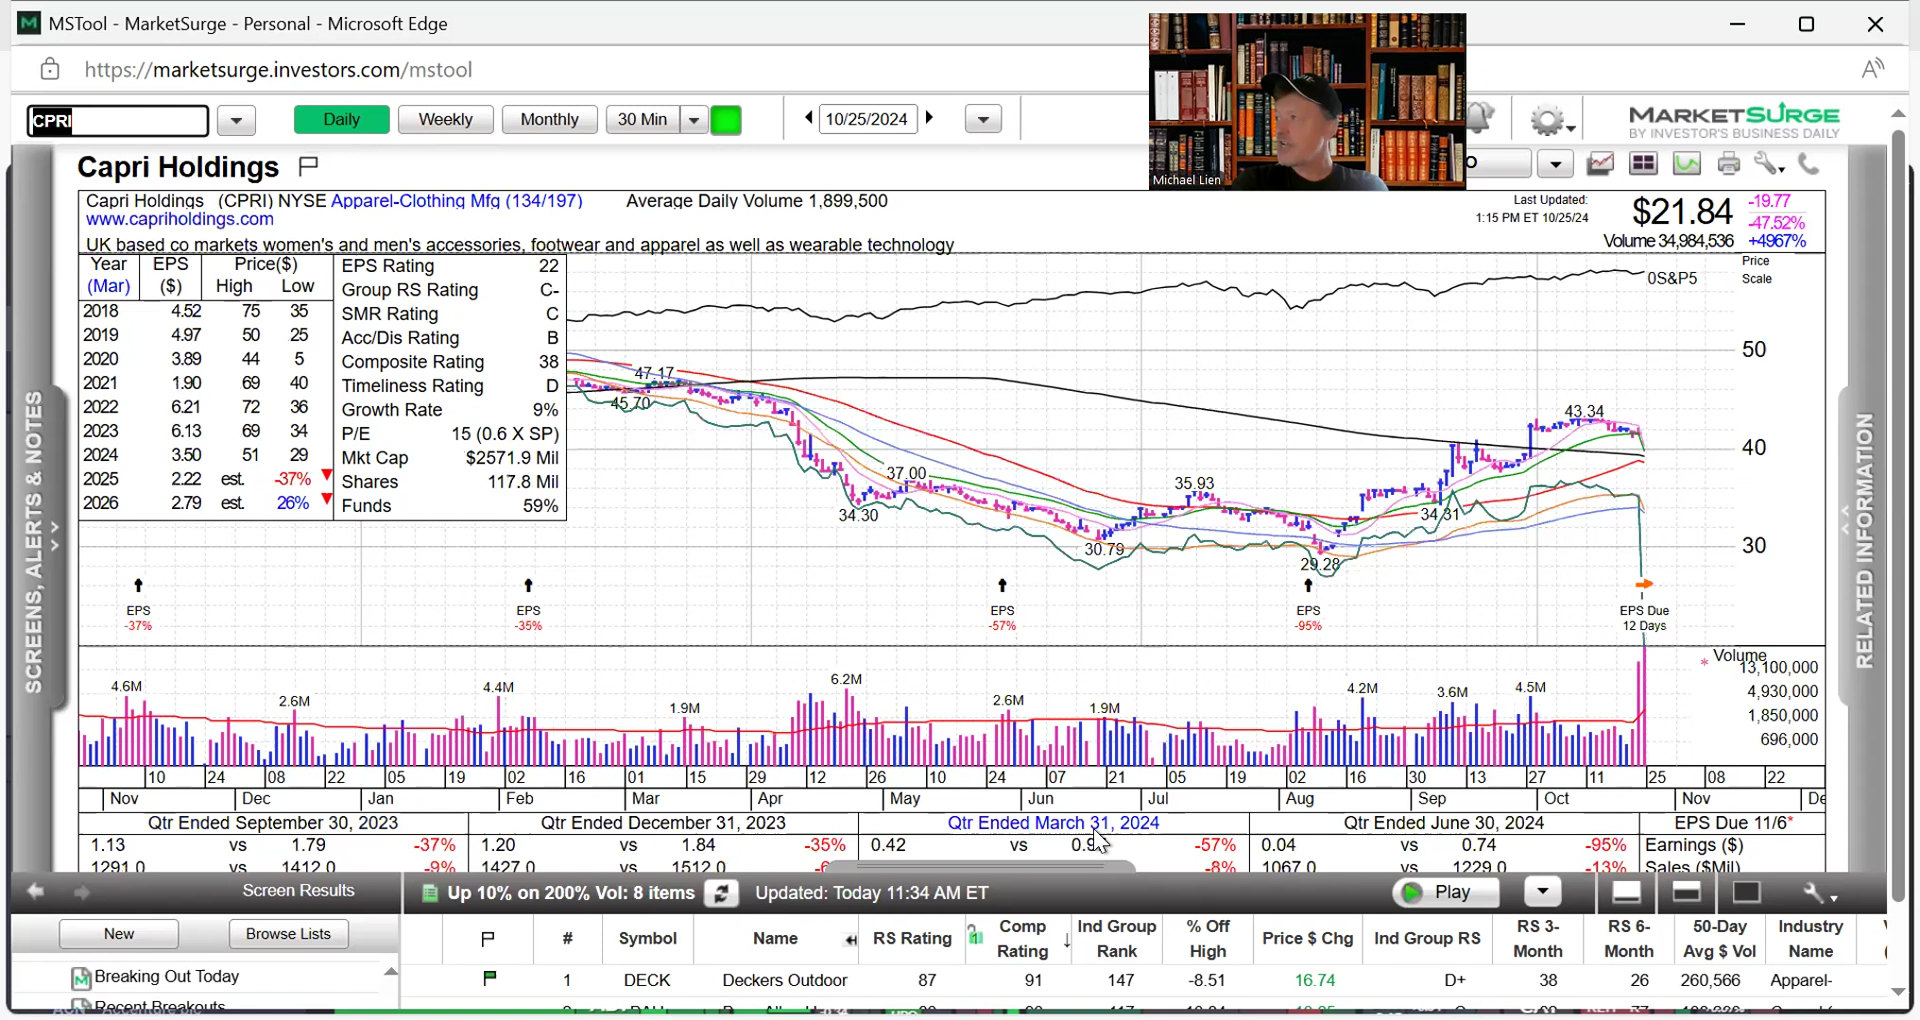 MSTool - MarketSurge - Personal - Microsoft Edge
https://marketsurge.investors.com/mstool
CPRI
Daily
Weekly
Monthly
30 Min
10/25/2024
MARKETSURGE
BY INVESTOR'S BUSINESS DAILY
Michael Lien
Capri Holdings
Capri Holdings (CPRI) NYSE Apparel-Clothing Mfg (134/197) Average Daily Volume 1,899,500
www.capriholdings.com
UK based co markets women's and men's accessories, footwear and apparel as well as wearable technology
Last Updated:
1:15 PM ET 10/25/24
$21.84
-19.77
-47.52%
Volume 34,984,536 +4967%
Year EPS Price($)
(Mar) ($) High Low
2018 4.52 75 35
2019 4.97 50 25
2020 3.89 44 5
2021 1.90 69 40
2022 6.21 72 36
2023 6.13 69 34
2024 3.50 51 29
2025 2.22 est. -37%
2026 2.79 est. 26%
EPS Rating 22
Group RS Rating C-
SMR Rating C
Acc/Dis Rating B
Composite Rating 38
Timeliness Rating D
Growth Rate 9%
P/E 15 (0.6 X SP)
Mkt Cap $2571.9 Mil
Shares 117.8 Mil
Funds 59%
Price
Scale
0S&P5
50
40
30
47.17
45.70
34.30
37.00
30.79
35.93
29.28
34.31
43.34
EPS
-37%
EPS
-35%
EPS
-57%
EPS
-95%
EPS Due
12 Days
* Volume
13,100,000
4,930,000
1,850,000
696,000
4.6M 2.6M 4.4M 1.9M 6.2M 2.6M 1.9M 4.2M 3.6M 4.5M
10 24 08 22 05 19 02 16 01 15 29 12 26 10 24 07 21 05 19 02 16 30 13 27 11 25 08 22
Nov Dec Jan Feb Mar Apr May Jun Jul Aug Sep Oct Nov De
Qtr Ended September 30, 2023 Qtr Ended December 31, 2023 Qtr Ended March 31, 2024 Qtr Ended June 30, 2024 EPS Due 11/6*
1.13 vs 1.79 -37% 1.20 vs 1.84 -35% 0.42 vs -57% 0.04 vs 0.74 -95% Earnings ($)
1291.0 1412.0 -9% 1427.0 1512.0 -8% 1067.0 1229.0 -13% Sales ($Mil)
SCREENS, ALERTS & NOTES
RELATED INFORMATION
Screen Results
Up 10% on 200% Vol: 8 items
Updated: Today 11:34 AM ET
Play
New
Browse Lists
# Symbol Name RS Rating 1 Comp Rating Ind Group Rank % Off High Price $ Chg Ind Group RS RS 3-Month RS 6-Month 50-Day Avg $ Vol Industry Name
Breaking Out Today
1 DECK Deckers Outdoor 87 91 147 -8.51 16.74 D+ 38 26 260,566 Apparel-
Recent Breakouts